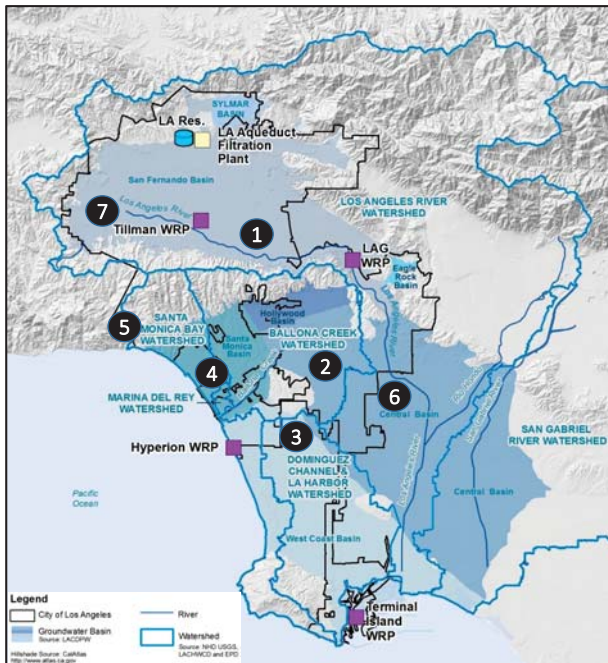 SYLMAR
BASIN
LA Res.
LA Aqueduct
Filtration
Plant
San Fernando Basin
LOS ANGELES RIVER
WATERSHED
7
Los Angeles River
1
Tillman WRP
LAG
WRP
Eagle
Rock
Basin
5
SANTA
MONICA BAY
WATERSHED
Hollywood
Basin
Santa
Monica
Basin
BALLONA CREEK
WATERSHED
4
2
6
MARINA DEL REY
WATERSHED
Central Basin
3
Hyperion WRP
DOMINGUEZ
CHANNEL &
LA HARBOR
WATERSHED
SAN GABRIEL
RIVER WATERSHED
Los Angeles River
Central Basin
Pacific
Ocean
West Coast Basin
Terminal
Island
WRP
Legend
City of Los Angeles
River
Groundwater Basin
Source: LACDPW
Watershed
Source: NHD USGS,
LACHWCD and EPD
Hillshade Source: CalAtlas
http://www.atlas.ca.gov